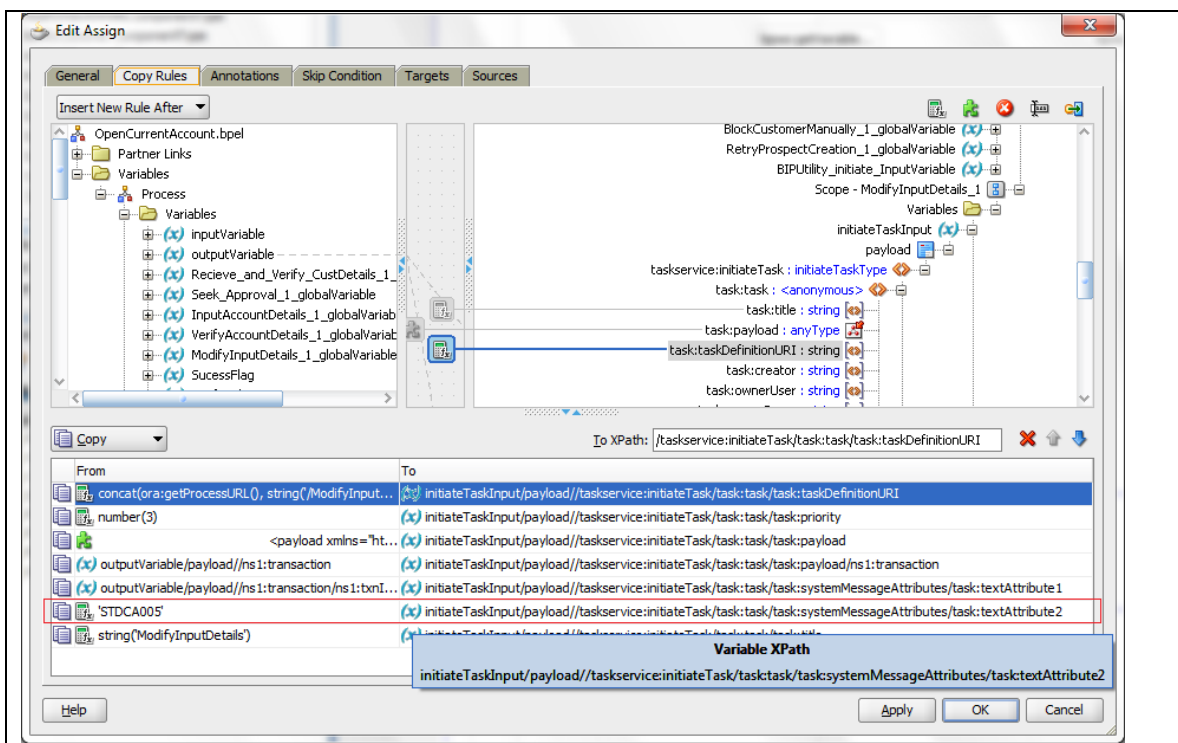 Edit Assign
General Copy Rules Annotations Skip Condition Targets Sources
Insert New Rule After
OpenCurrentAccount.bpel
Partner Links
Variables
Process
Variables
(x) inputVariable
(x) outputVariable
(x) Recieve_and_Verify_CustDetails_1_
(x) Seek_Approval_1_globalVariable
(x) InputAccountDetails_1_globalVariab
(x) VerifyAccountDetails_1_globalVariab
(x) ModifyInputDetails_1_globalVariable
(x) SucessFlag
BlockCustomerManually_1_globalVariable (x)
RetryProspectCreation_1_globalVariable (x)
BIPUtility_initiate_InputVariable (x)
Scope - ModifyInputDetails_1
Variables
initiateTaskInput (x)
payload
taskservice:initiateTask : initiateTaskType
task:task : <anonymous>
task:title : string
task:payload : anyType
task:taskDefinitionURI : string
task:creator : string
task:ownerUser : string
Copy
To XPath: /taskservice:initiateTask/task:task/task:taskDefinitionURI
From To
concat(ora:getProcessURL(), string('/ModifyInput... initiateTaskInput/payload//taskservice:initiateTask/task:task/task:taskDefinitionURI
number(3) (x) initiateTaskInput/payload//taskservice:initiateTask/task:task/task:priority
<payload xmlns="ht... (x) initiateTaskInput/payload//taskservice:initiateTask/task:task/task:payload
(x) outputVariable/payload//ns1:transaction (x) initiateTaskInput/payload//taskservice:initiateTask/task:task/task:payload/ns1:transaction
(x) outputVariable/payload//ns1:transaction/ns1:txnI... (x) initiateTaskInput/payload//taskservice:initiateTask/task:task/task:systemMessageAttributes/task:textAttribute1
'STDCA005' (x) initiateTaskInput/payload//taskservice:initiateTask/task:task/task:systemMessageAttributes/task:textAttribute2
string('ModifyInputDetails') (x)
Variable XPath
initiateTaskInput/payload//taskservice:initiateTask/task:task/task:systemMessageAttributes/task:textAttribute2
Help Apply OK Cancel